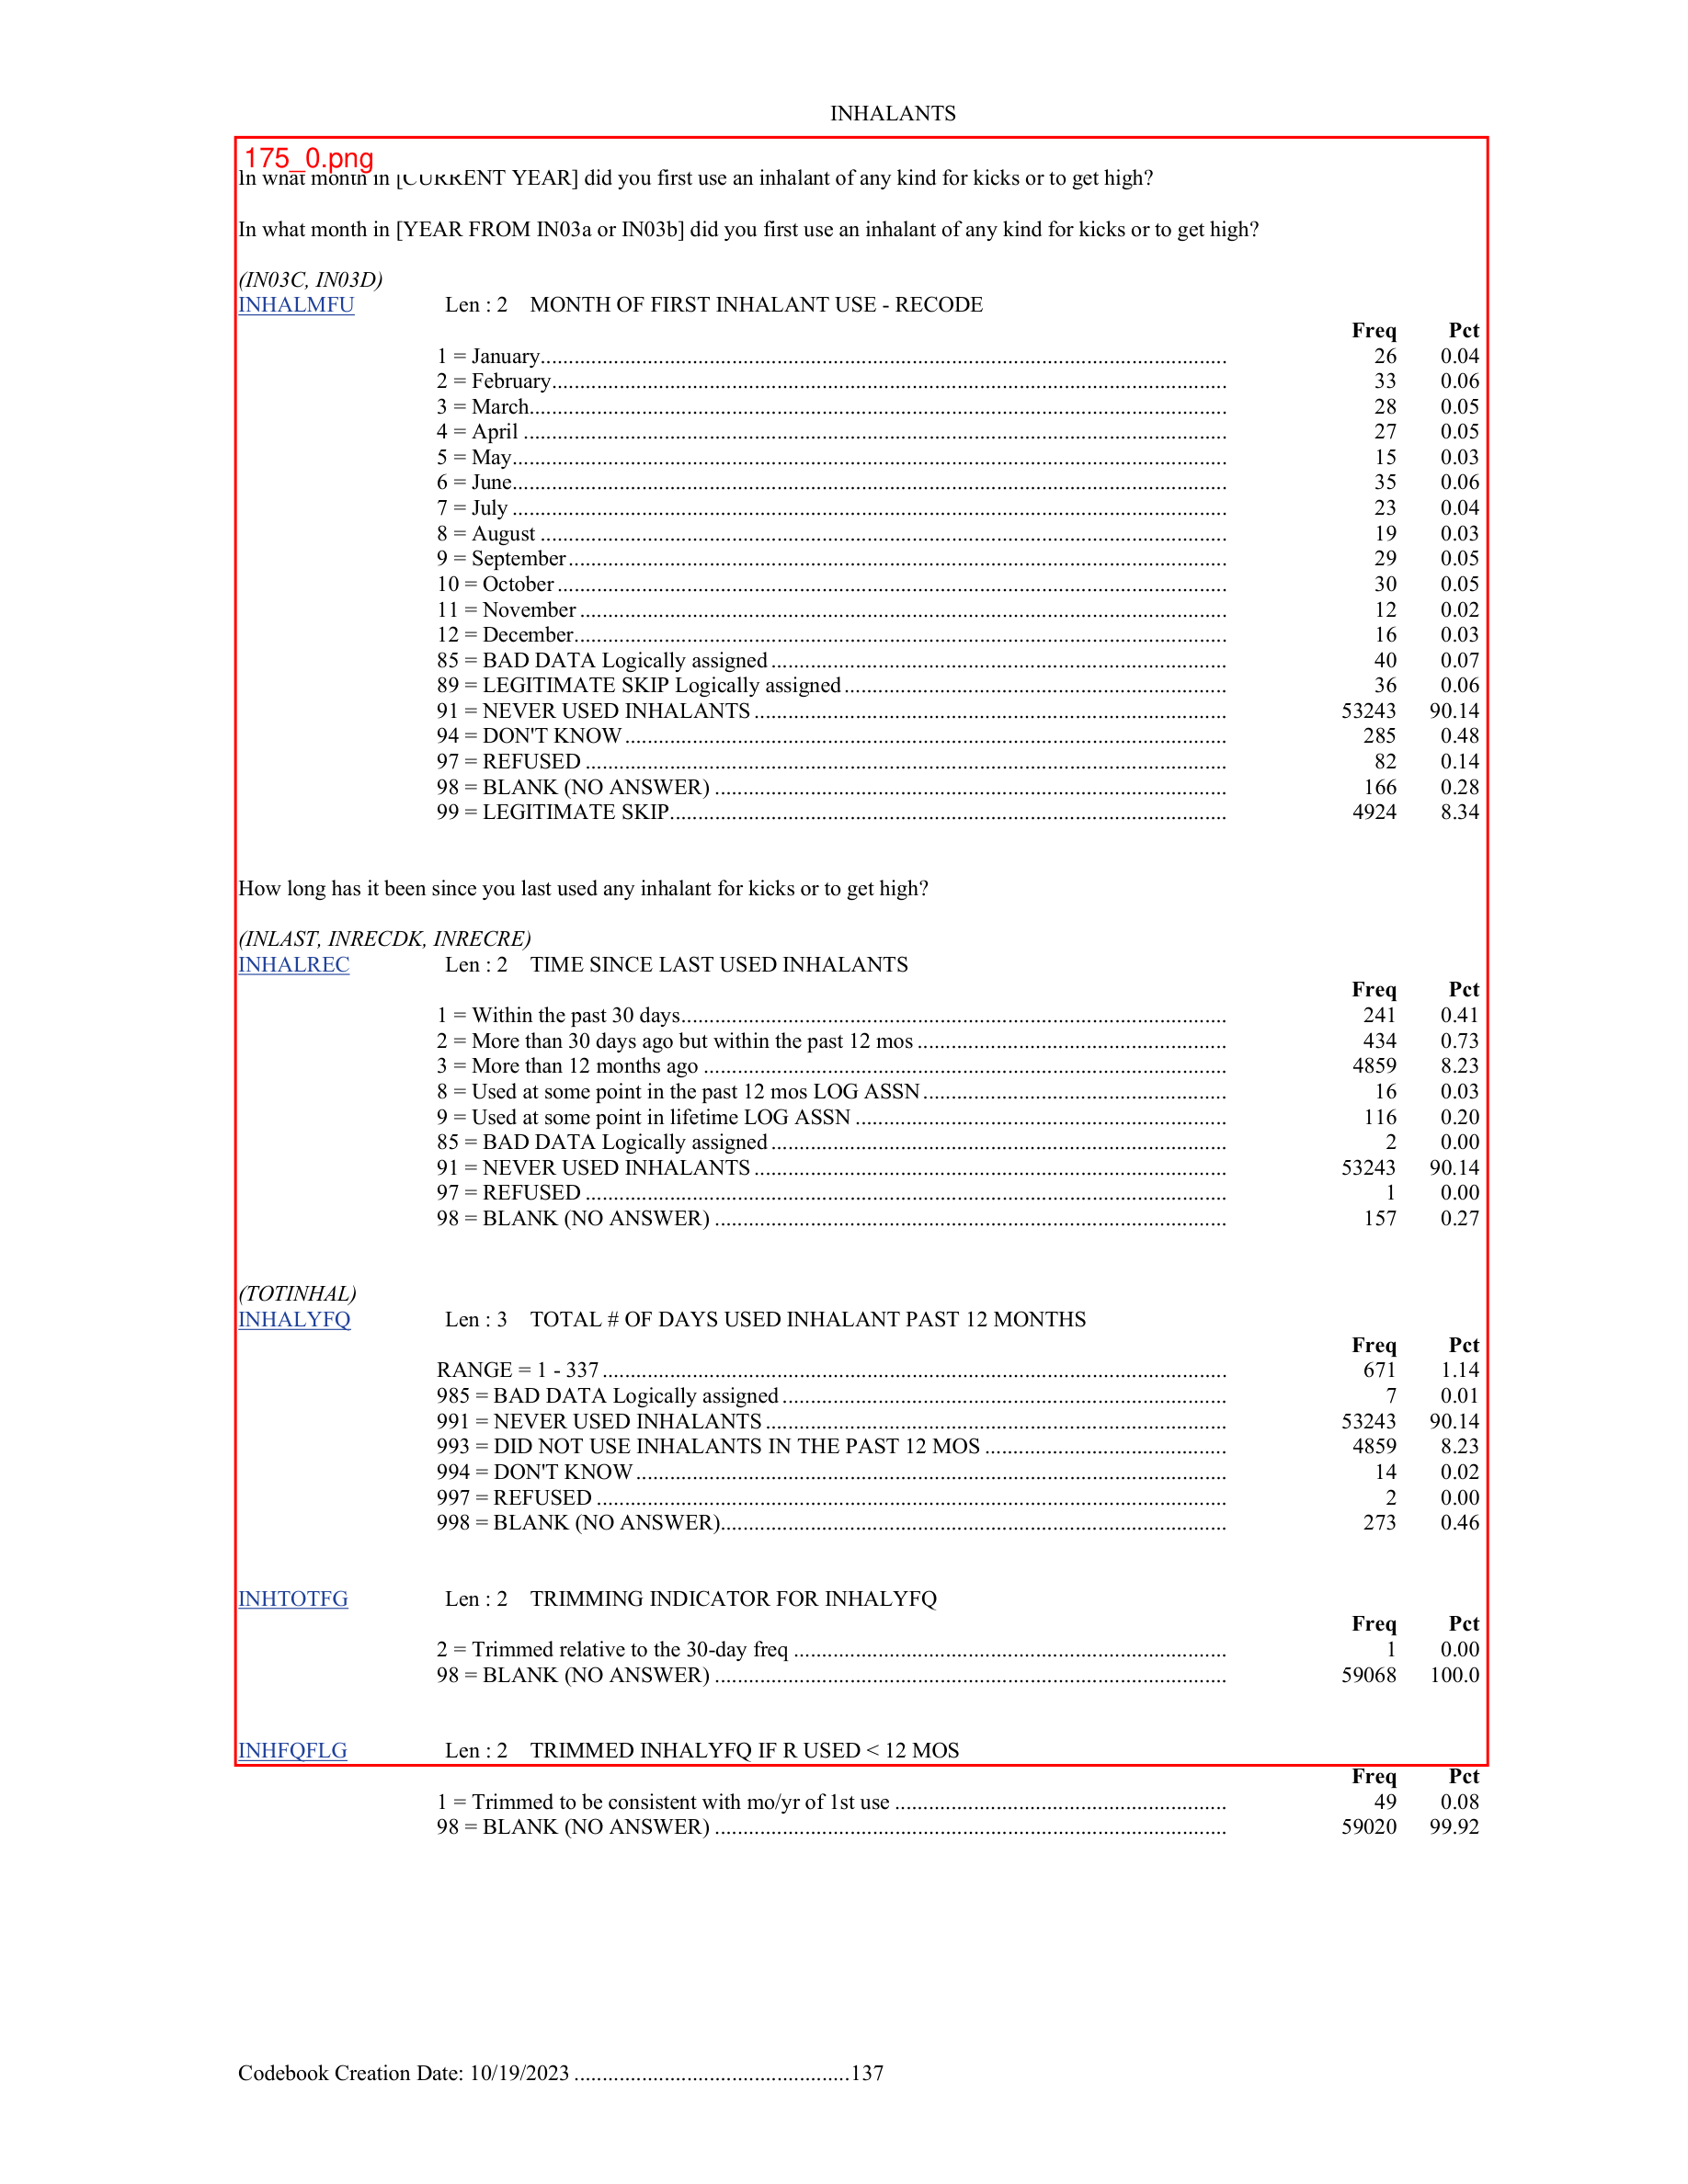 INHALANTS
175_0.png
In what month in [CURRENT YEAR] did you first use an inhalant of any kind for kicks or to get high?
In what month in [YEAR FROM IN03a or IN03b] did you first use an inhalant of any kind for kicks or to get high?
(IN03C, IN03D)
INHALMFU Len : 2 MONTH OF FIRST INHALANT USE - RECODE
Freq Pct
1 = January 26 0.04
2 = February 33 0.06
3 = March 28 0.05
4 = April 27 0.05
5 = May 15 0.03
6 = June 35 0.06
7 = July 23 0.04
8 = August 19 0.03
9 = September 29 0.05
10 = October 30 0.05
11 = November 12 0.02
12 = December 16 0.03
85 = BAD DATA Logically assigned 40 0.07
89 = LEGITIMATE SKIP Logically assigned 36 0.06
91 = NEVER USED INHALANTS 53243 90.14
94 = DON'T KNOW 285 0.48
97 = REFUSED 82 0.14
98 = BLANK (NO ANSWER) 166 0.28
99 = LEGITIMATE SKIP 4924 8.34
How long has it been since you last used any inhalant for kicks or to get high?
(INLAST, INRECDK, INRECRE)
INHALREC Len : 2 TIME SINCE LAST USED INHALANTS
Freq Pct
1 = Within the past 30 days 241 0.41
2 = More than 30 days ago but within the past 12 mos 434 0.73
3 = More than 12 months ago 4859 8.23
8 = Used at some point in the past 12 mos LOG ASSN 16 0.03
9 = Used at some point in lifetime LOG ASSN 116 0.20
85 = BAD DATA Logically assigned 2 0.00
91 = NEVER USED INHALANTS 53243 90.14
97 = REFUSED 1 0.00
98 = BLANK (NO ANSWER) 157 0.27
(TOTINHAL)
INHALYFQ Len : 3 TOTAL # OF DAYS USED INHALANT PAST 12 MONTHS
Freq Pct
RANGE = 1 - 337 671 1.14
985 = BAD DATA Logically assigned 7 0.01
991 = NEVER USED INHALANTS 53243 90.14
993 = DID NOT USE INHALANTS IN THE PAST 12 MOS 4859 8.23
994 = DON'T KNOW 14 0.02
997 = REFUSED 2 0.00
998 = BLANK (NO ANSWER) 273 0.46
INHTOTFG Len : 2 TRIMMING INDICATOR FOR INHALYFQ
Freq Pct
2 = Trimmed relative to the 30-day freq 1 0.00
98 = BLANK (NO ANSWER) 59068 100.0
INHFQFLG Len : 2 TRIMMED INHALYFQ IF R USED < 12 MOS
Freq Pct
1 = Trimmed to be consistent with mo/yr of 1st use 49 0.08
98 = BLANK (NO ANSWER) 59020 99.92
Codebook Creation Date: 10/19/2023 137